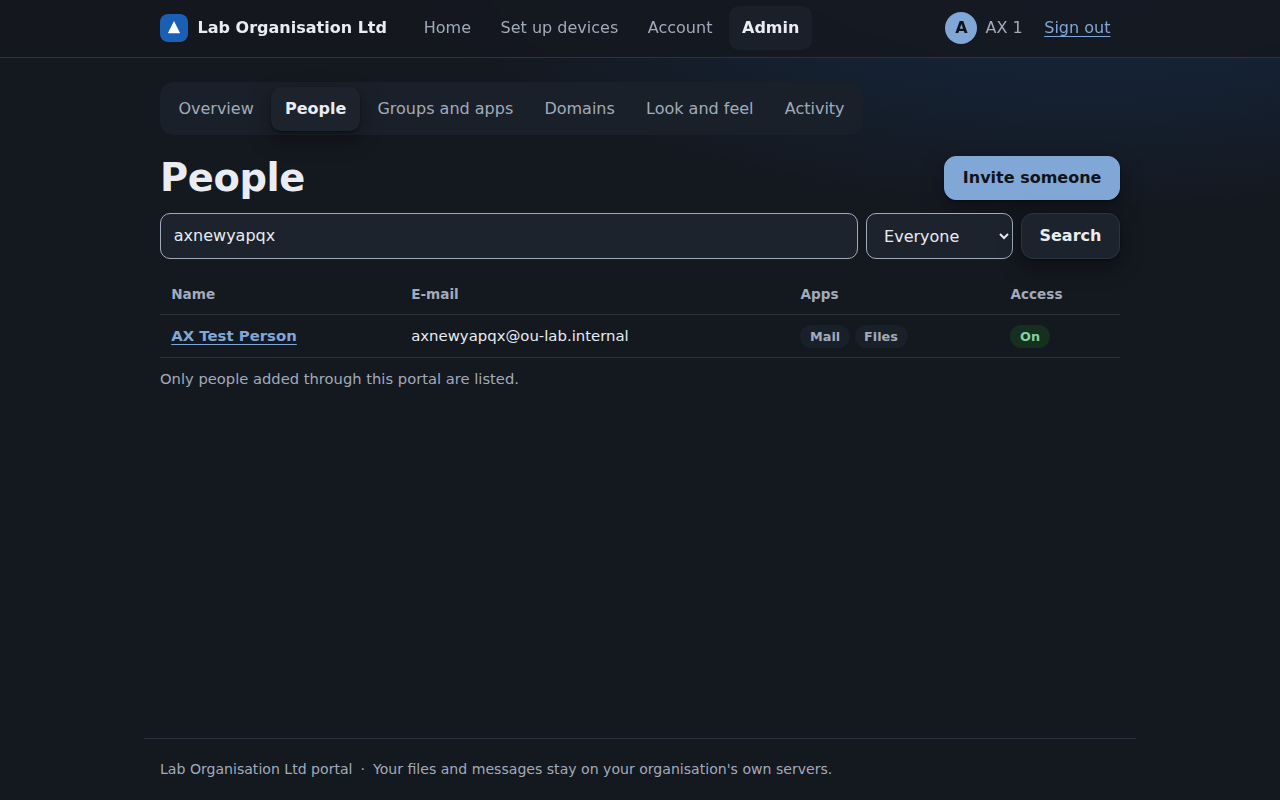 Lab Organisation Ltd Home Set up devices Account Admin A AX 1 Sign out
Overview People Groups and apps Domains Look and feel Activity
People Invite someone
axnewyapqx Everyone Search
Name E-mail Apps Access
AX Test Person axnewyapqx@ou-lab.internal Mail Files On
Only people added through this portal are listed.
Lab Organisation Ltd portal · Your files and messages stay on your organisation's own servers.